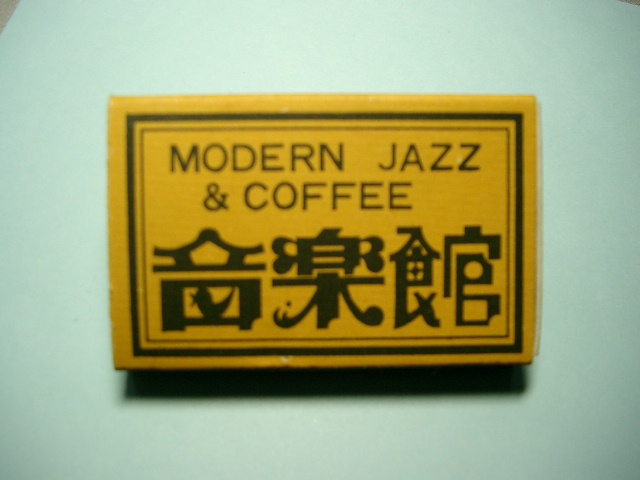 MODERN JAZZ
& COFFEE
音楽館